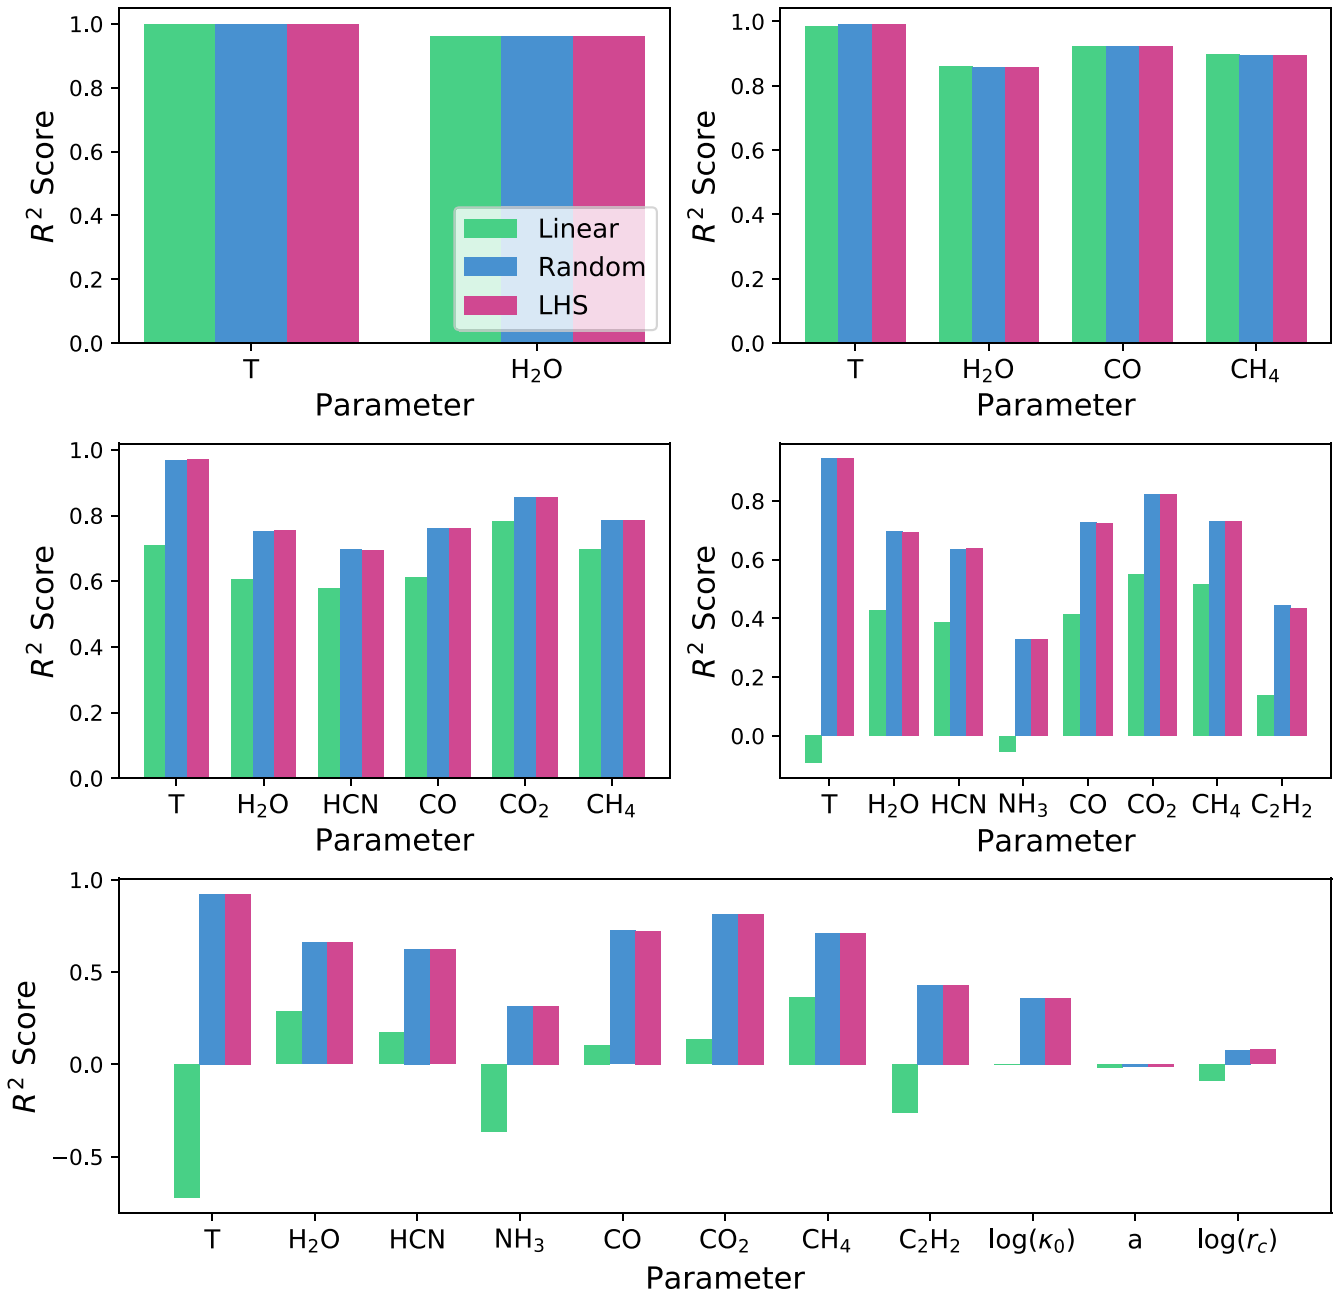 1.0
0.8
0.6
0.4
0.2
0.0
R² Score
T H₂O
Parameter
Linear
Random
LHS
1.0
0.8
0.6
0.4
0.2
0.0
R² Score
T H₂O CO CH₄
Parameter
1.0
0.8
0.6
0.4
0.2
0.0
R² Score
T H₂O HCN CO CO₂ CH₄
Parameter
0.8
0.6
0.4
0.2
0.0
R² Score
T H₂O HCN NH₃ CO CO₂ CH₄ C₂H₂
Parameter
1.0
0.5
0.0
−0.5
R² Score
T H₂O HCN NH₃ CO CO₂ CH₄ C₂H₂ log(κ₀) a log(r_c)
Parameter